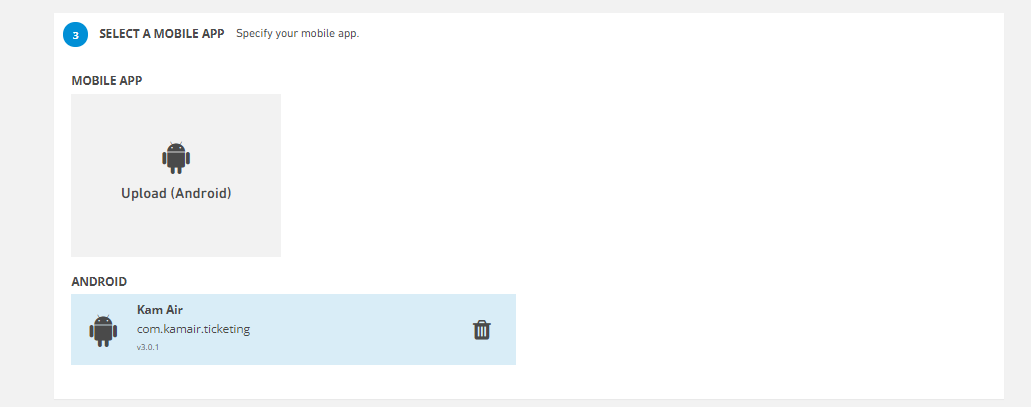 3 SELECT A MOBILE APP Specify your mobile app.
MOBILE APP
Upload (Android)
ANDROID
Kam Air
com.kamair.ticketing
v3.0.1